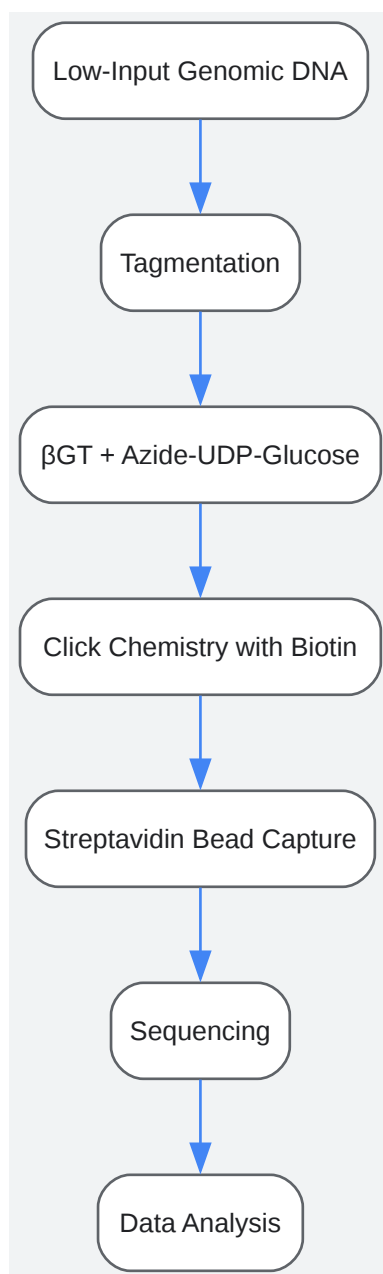 Low-Input Genomic DNA
Tagmentation
βGT + Azide-UDP-Glucose
Click Chemistry with Biotin
Streptavidin Bead Capture
Sequencing
Data Analysis